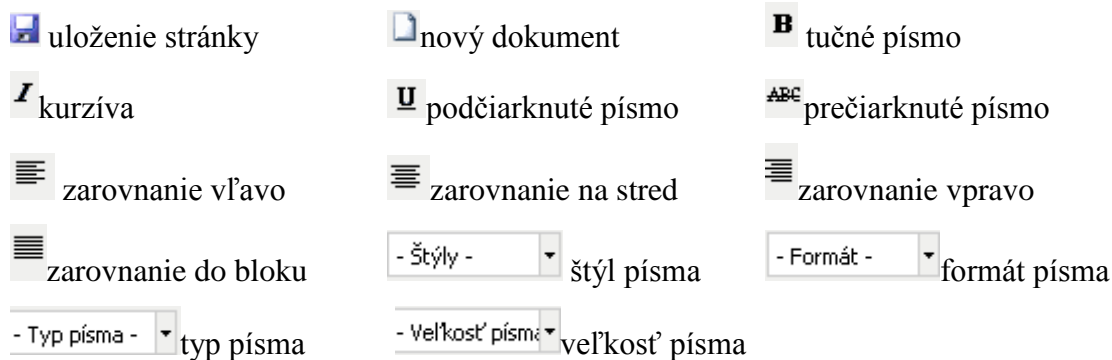 uloženie stránky nový dokument B tučné písmo
I kurzíva U podčiarknuté písmo ABC prečiarknuté písmo
zarovnanie vľavo zarovnanie na stred zarovnanie vpravo
zarovnanie do bloku - Štýly - štýl písma - Formát - formát písma
- Typ písma - typ písma - Veľkosť písma veľkosť písma